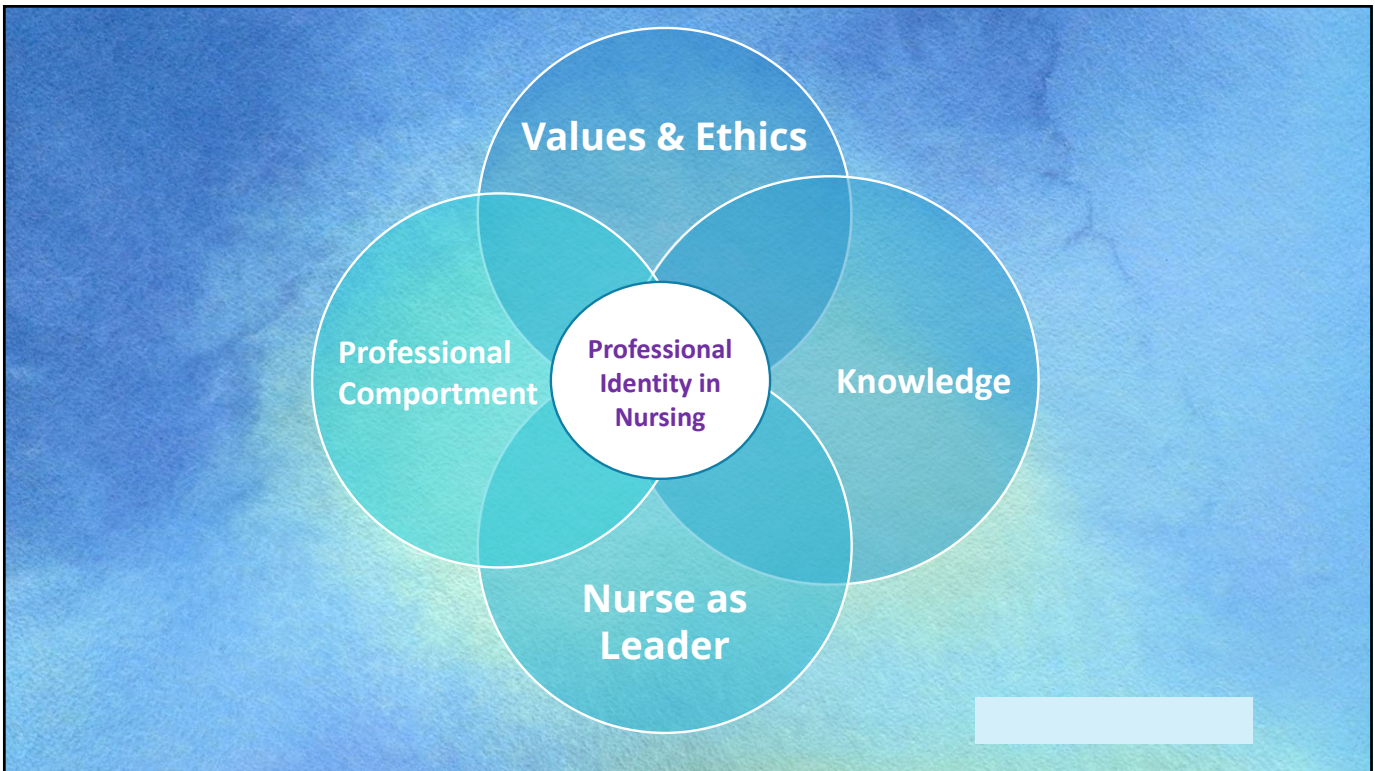 Values & Ethics
Professional
Comportment
Professional
Identity in
Nursing
Knowledge
Nurse as
Leader